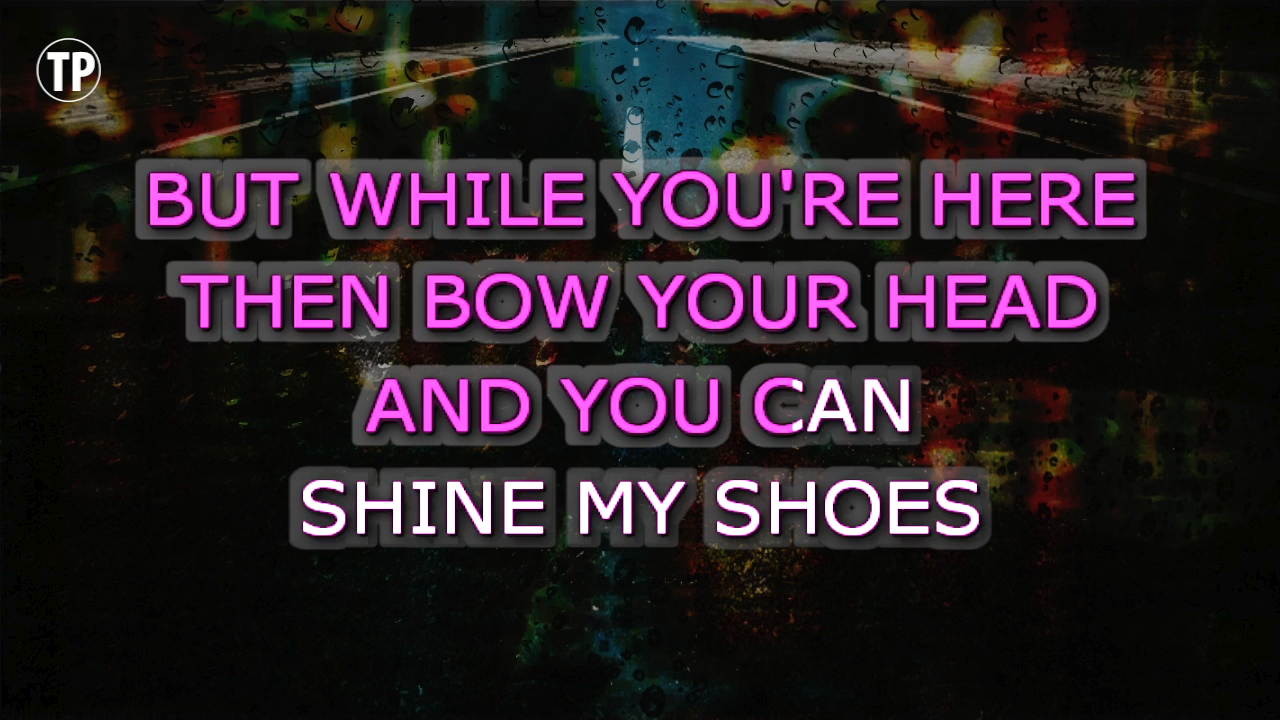 TP
BUT WHILE YOU'RE HERE
THEN BOW YOUR HEAD
AND YOU CAN
SHINE MY SHOES